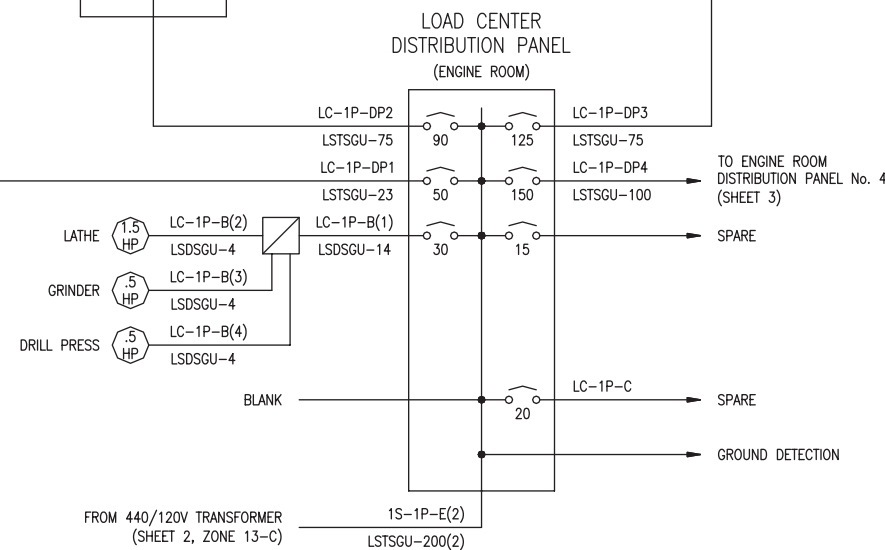 LOAD CENTER
DISTRIBUTION PANEL
(ENGINE ROOM)
LC-1P-DP2
LSTSGU-75
90
125
LC-1P-DP3
LSTSGU-75
LC-1P-DP1
LSTSGU-23
50
150
LC-1P-DP4
LSTSGU-100
TO ENGINE ROOM
DISTRIBUTION PANEL No. 4
(SHEET 3)
LATHE
1.5
HP
LC-1P-B(2)
LSDSGU-4
LC-1P-B(1)
LSDSGU-14
30
15
SPARE
GRINDER
.5
HP
LC-1P-B(3)
LSDSGU-4
DRILL PRESS
.5
HP
LC-1P-B(4)
LSDSGU-4
BLANK
20
LC-1P-C
SPARE
GROUND DETECTION
FROM 440/120V TRANSFORMER
(SHEET 2, ZONE 13-C)
1S-1P-E(2)
LSTSGU-200(2)